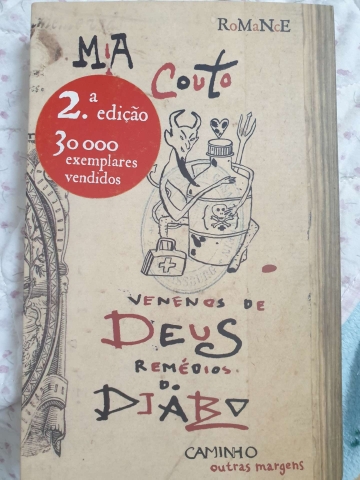 RoMaNcE
MiA
Couto
2.ª edição
30 000
exemplares
vendidos
VENENOS DE
DEUS
REMÉDIOS
DO
DIABO
CAMINHO
outras margens